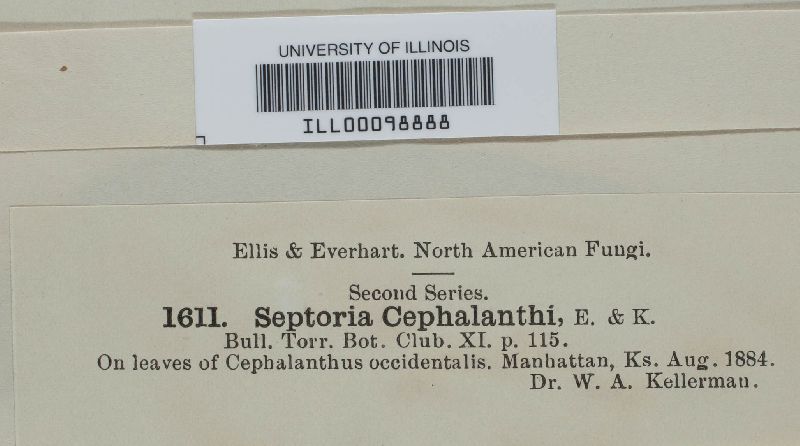 UNIVERSITY OF ILLINOIS
ILL00098888
Ellis & Everhart. North American Fungi.
Second Series.
1611. Septoria Cephalanthi, E. & K.
Bull. Torr. Bot. Club. XI. p. 115.
On leaves of Cephalanthus occidentalis. Manhattan, Ks. Aug. 1884.
Dr. W. A. Kellerman.